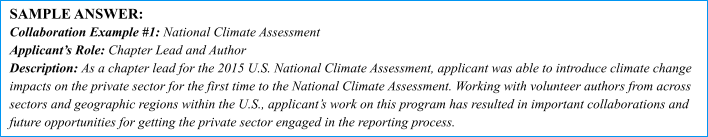 SAMPLE ANSWER:
Collaboration Example #1: National Climate Assessment
Applicant’s Role: Chapter Lead and Author
Description: As a chapter lead for the 2015 U.S. National Climate Assessment, applicant was able to introduce climate change
impacts on the private sector for the first time to the National Climate Assessment. Working with volunteer authors from across
sectors and geographic regions within the U.S., applicant’s work on this program has resulted in important collaborations and
future opportunities for getting the private sector engaged in the reporting process.